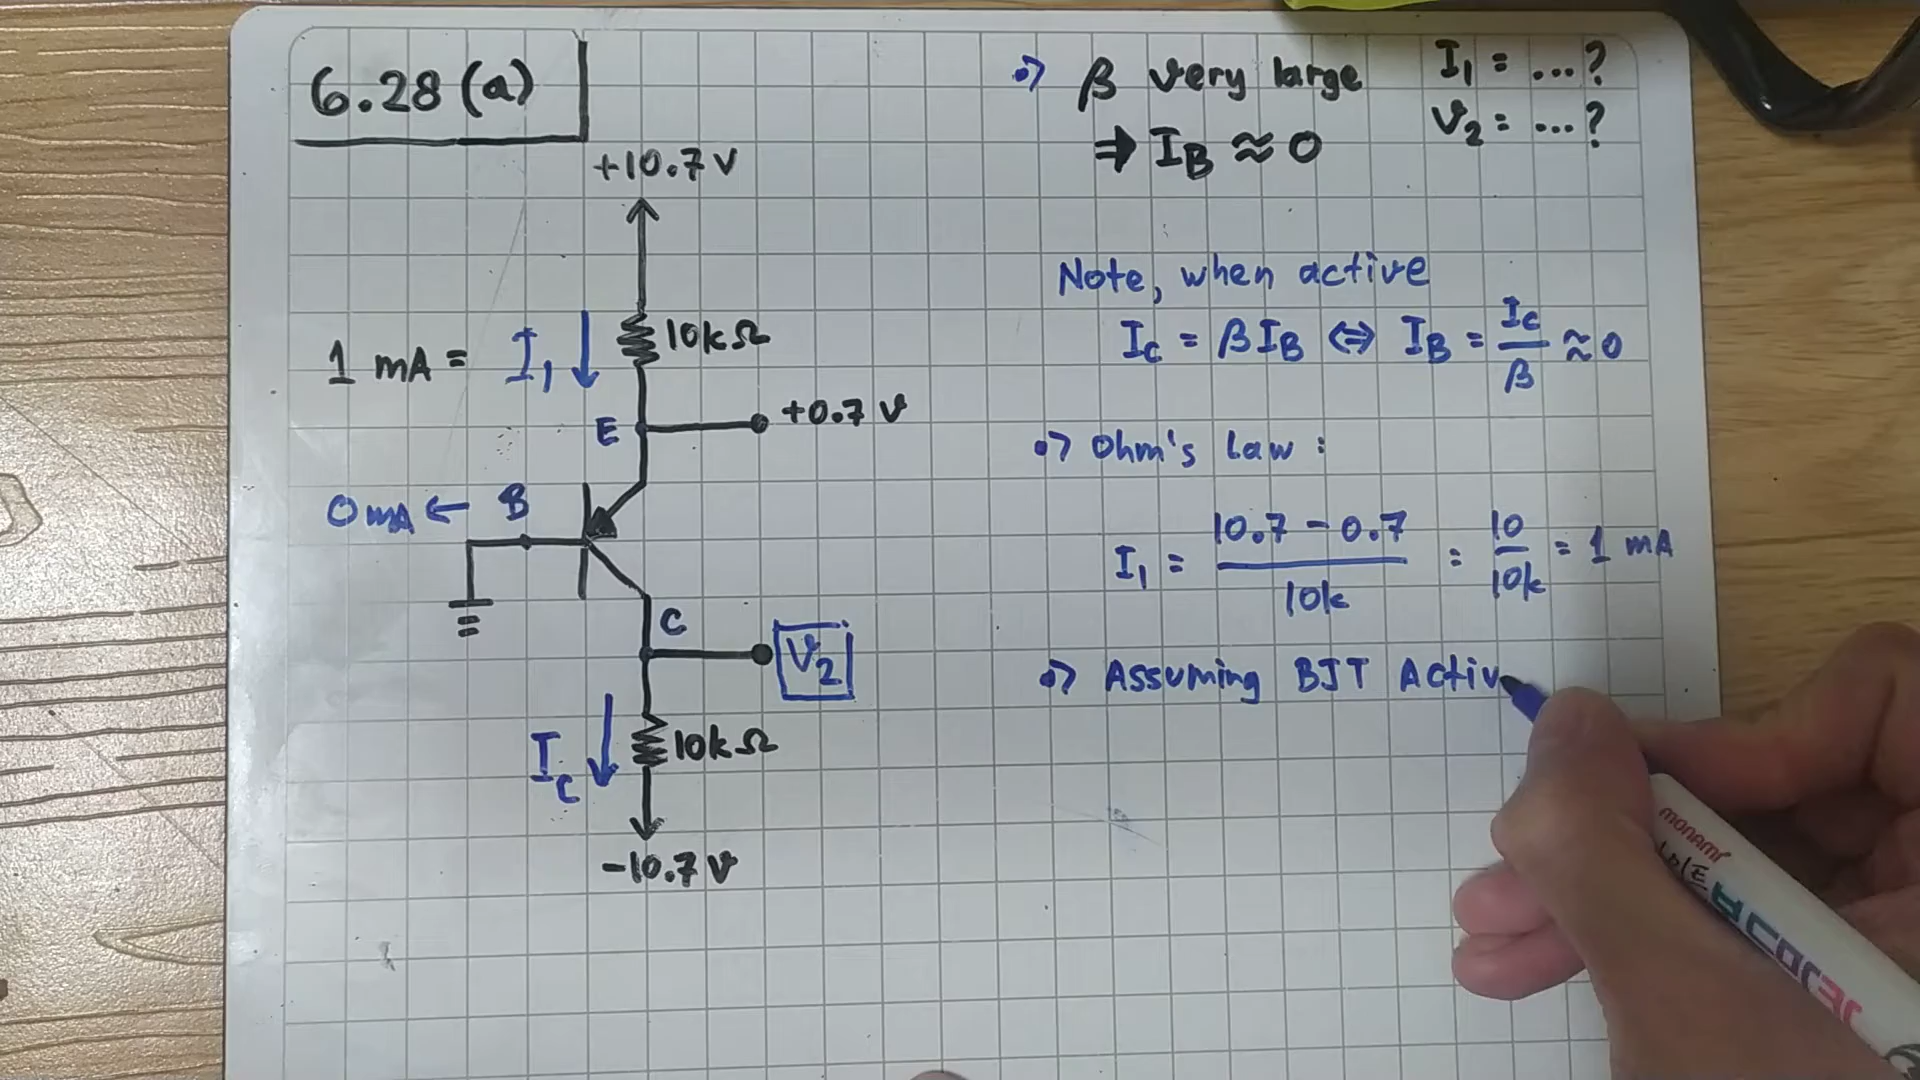 6.28 (a)
+10.7 V
1 mA = I1
10kΩ
E
+0.7 V
0 mA ← B
C
V2
Ic
10kΩ
-10.7 V
•) β very large
⇒ IB ≈ 0
I1 = ...?
V2 = ...?
Note, when active
Ic = βIB ⇔ IB = Ic/β ≈ 0
•) Ohm's Law :
I1 = (10.7 - 0.7)/10k = 10/10k = 1 mA
•) Assuming BJT Activ
monami